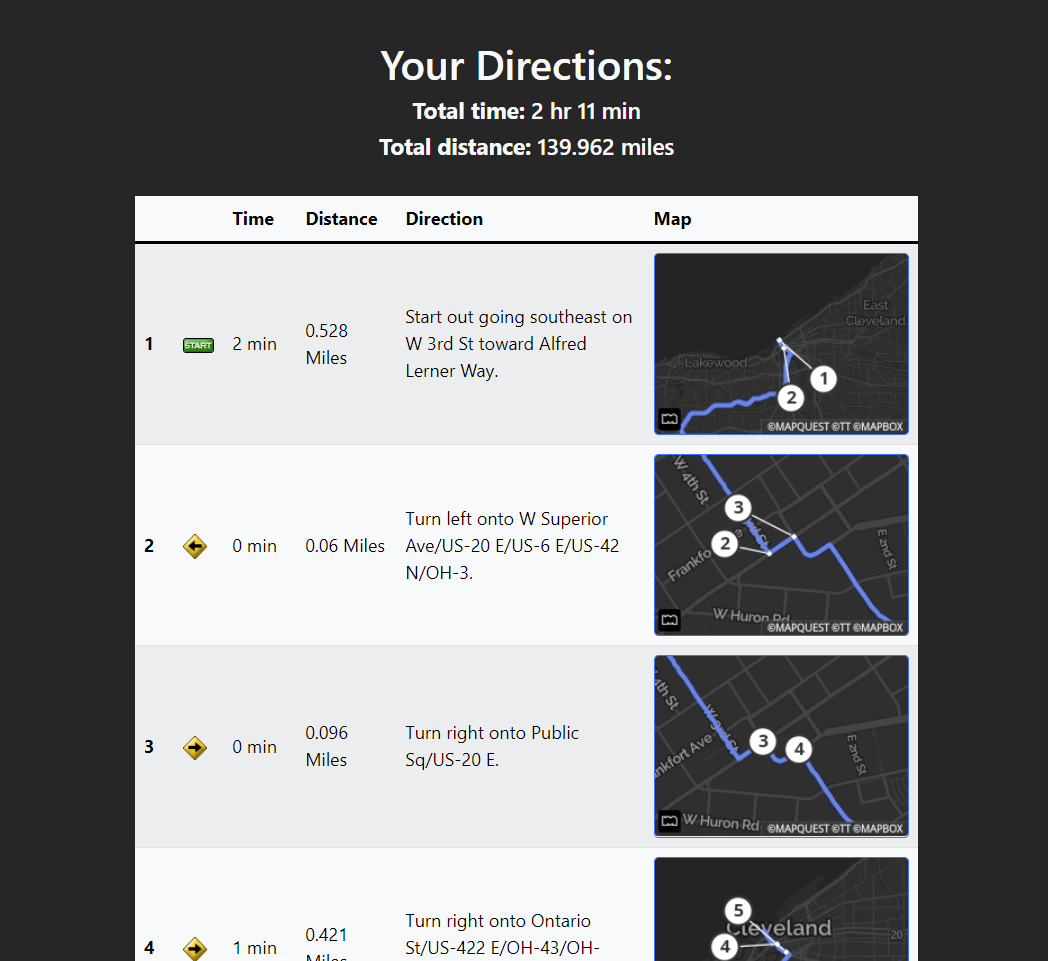 Your Directions:
Total time: 2 hr 11 min
Total distance: 139.962 miles
Time Distance Direction Map
1 START 2 min 0.528 Miles
Start out going southeast on
W 3rd St toward Alfred
Lerner Way.
East
Cleveland
Lakewood
1
2
©MAPQUEST ©TT ©MAPBOX
2 0 min 0.06 Miles
Turn left onto W Superior
Ave/US-20 E/US-6 E/US-42
N/OH-3.
W 4th St
3
2
E 2nd St
W Huron Rd
©MAPQUEST ©TT ©MAPBOX
3 0 min 0.096 Miles
Turn right onto Public
Sq/US-20 E.
4th St
W 3rd St
3
4
E 2nd St
nkfort Ave
W Huron Rd
©MAPQUEST ©TT ©MAPBOX
4 1 min 0.421
Turn right onto Ontario
St/US-422 E/OH-43/OH-
5
Cleveland
4
20